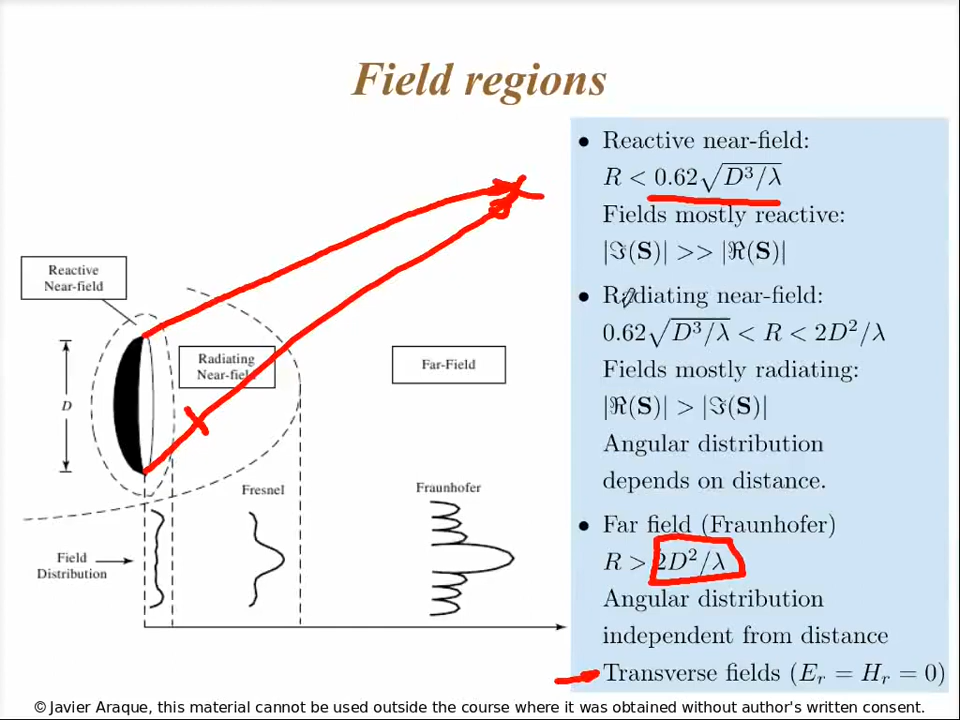 Field regions
Reactive
Near-field
Radiating
Near-field
Far-Field
D
Fresnel
Fraunhofer
Field
Distribution
• Reactive near-field:
R < 0.62√(D³/λ)
Fields mostly reactive:
|ℑ(S)| >> |ℜ(S)|
• Radiating near-field:
0.62√(D³/λ) < R < 2D²/λ
Fields mostly radiating:
|ℜ(S)| > |ℑ(S)|
Angular distribution
depends on distance.
• Far field (Fraunhofer)
R > 2D²/λ
Angular distribution
independent from distance
Transverse fields (E_r = H_r = 0)
© Javier Araque, this material cannot be used outside the course where it was obtained without author's written consent.